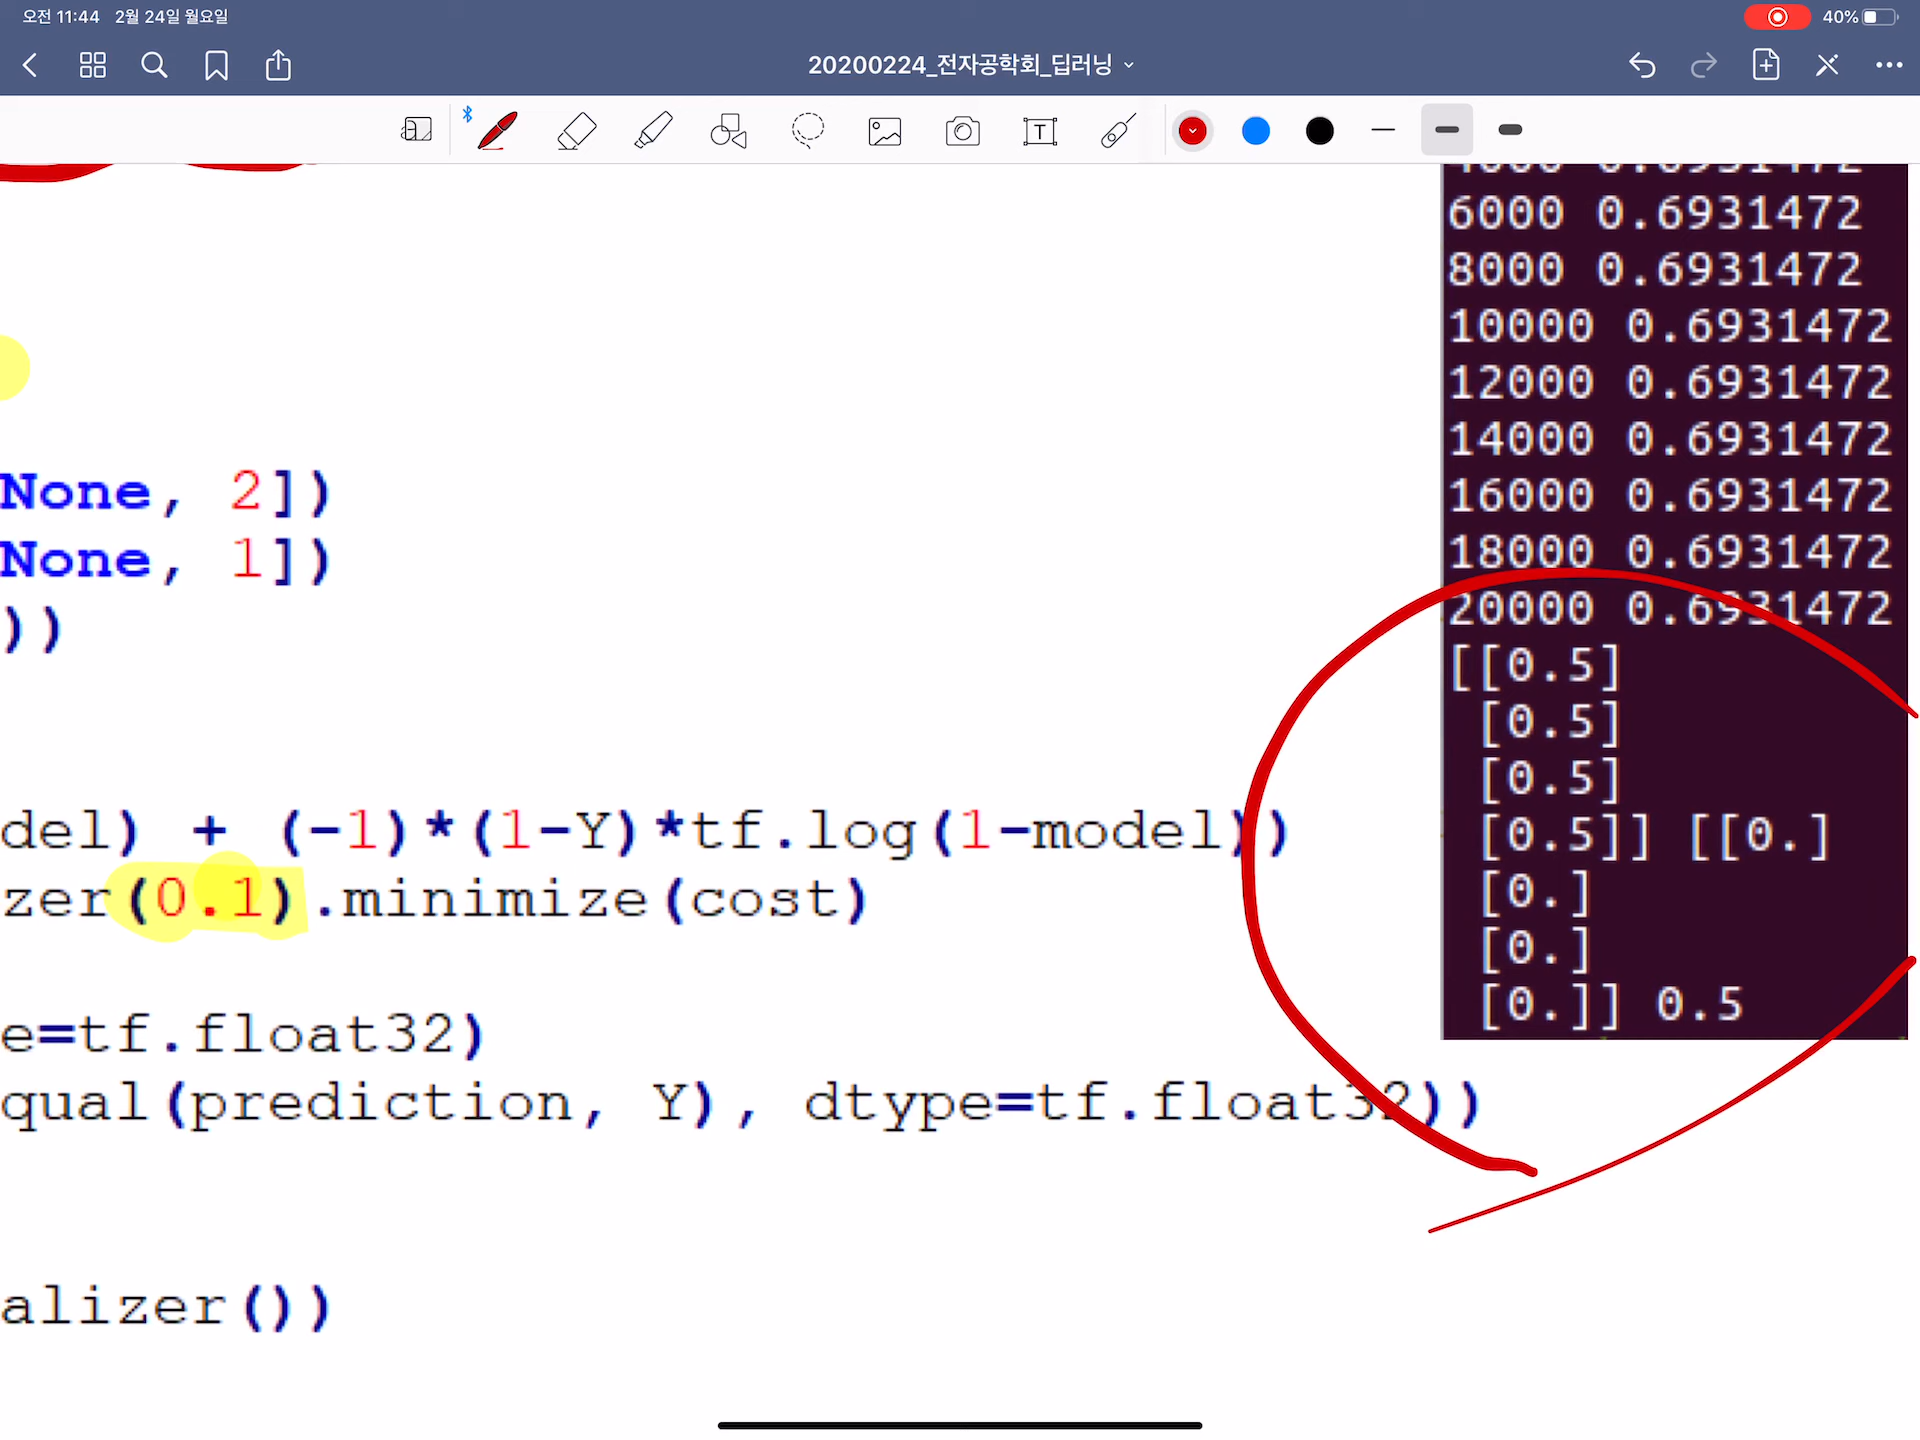 오전 11:44 2월 24일 월요일
40%
20200224_전자공학회_딥러닝
None, 2])
None, 1])
))
del) + (-1)*(1-Y)*tf.log(1-model))
zer(0.1).minimize(cost)
e=tf.float32)
qual(prediction, Y), dtype=tf.float32))
alizer())
4000 0.6931472
6000 0.6931472
8000 0.6931472
10000 0.6931472
12000 0.6931472
14000 0.6931472
16000 0.6931472
18000 0.6931472
20000 0.6931472
[[0.5]
[0.5]
[0.5]
[0.5]] [[0.]
[0.]
[0.]
[0.]] 0.5